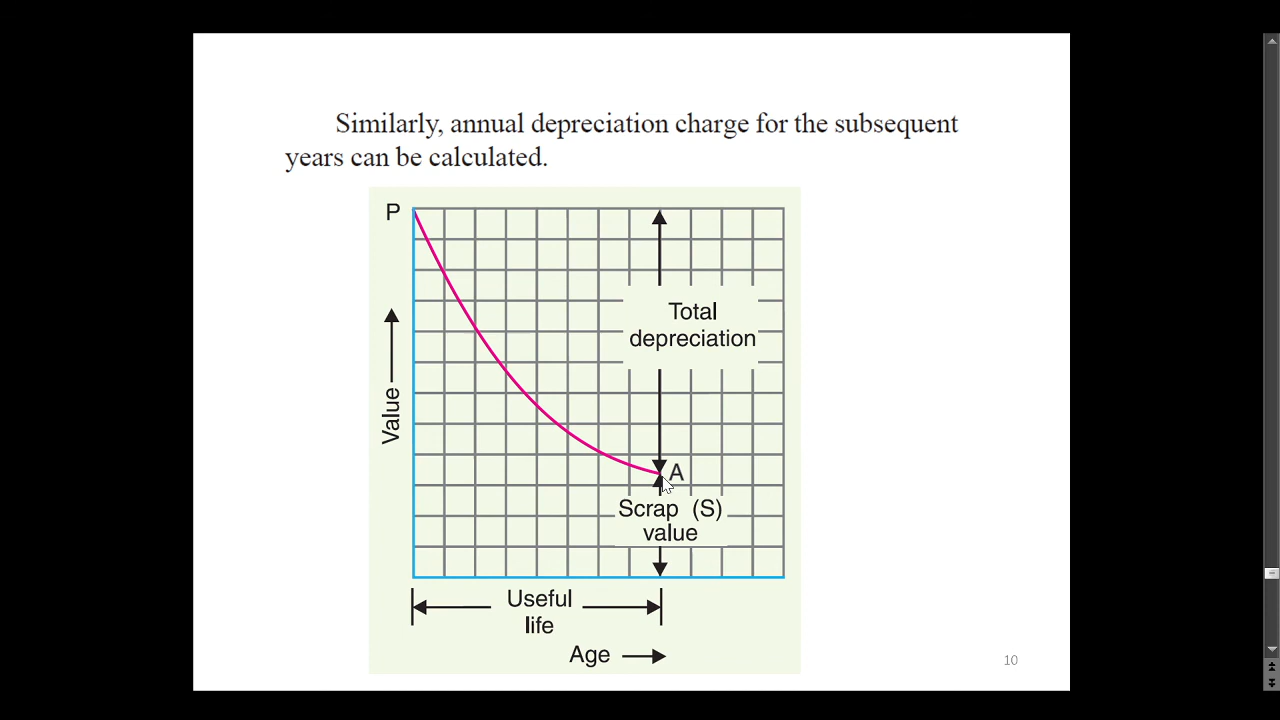 Similarly, annual depreciation charge for the subsequent
years can be calculated.
P
Total
depreciation
Value
A
Scrap (S)
value
Useful
life
Age
10